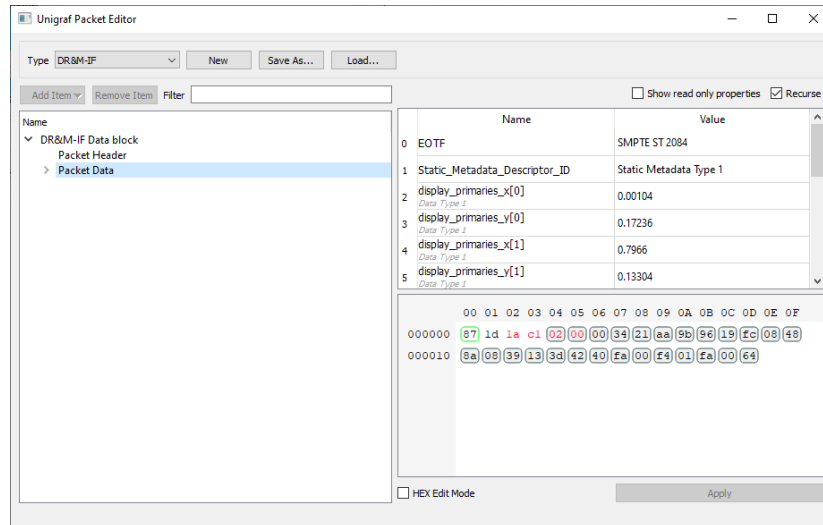 Unigraf Packet Editor
Type DR&M-IF New Save As... Load...
Add Item Remove Item Filter Show read only properties Recurse
Name
DR&M-IF Data block
Packet Header
Packet Data
Name Value
0 EOTF SMPTE ST 2084
1 Static_Metadata_Descriptor_ID Static Metadata Type 1
2 display_primaries_x[0] 0.00104
Data Type 1
3 display_primaries_y[0] 0.17236
Data Type 1
4 display_primaries_x[1] 0.7966
Data Type 1
5 display_primaries_y[1] 0.13304
Data Type 1
00 01 02 03 04 05 06 07 08 09 0A 0B 0C 0D 0E 0F
000000 87 1d 1a c1 02 00 00 34 21 aa 9b 96 19 fc 08 48
000010 8a 08 39 13 3d 42 40 fa 00 f4 01 fa 00 64
HEX Edit Mode Apply